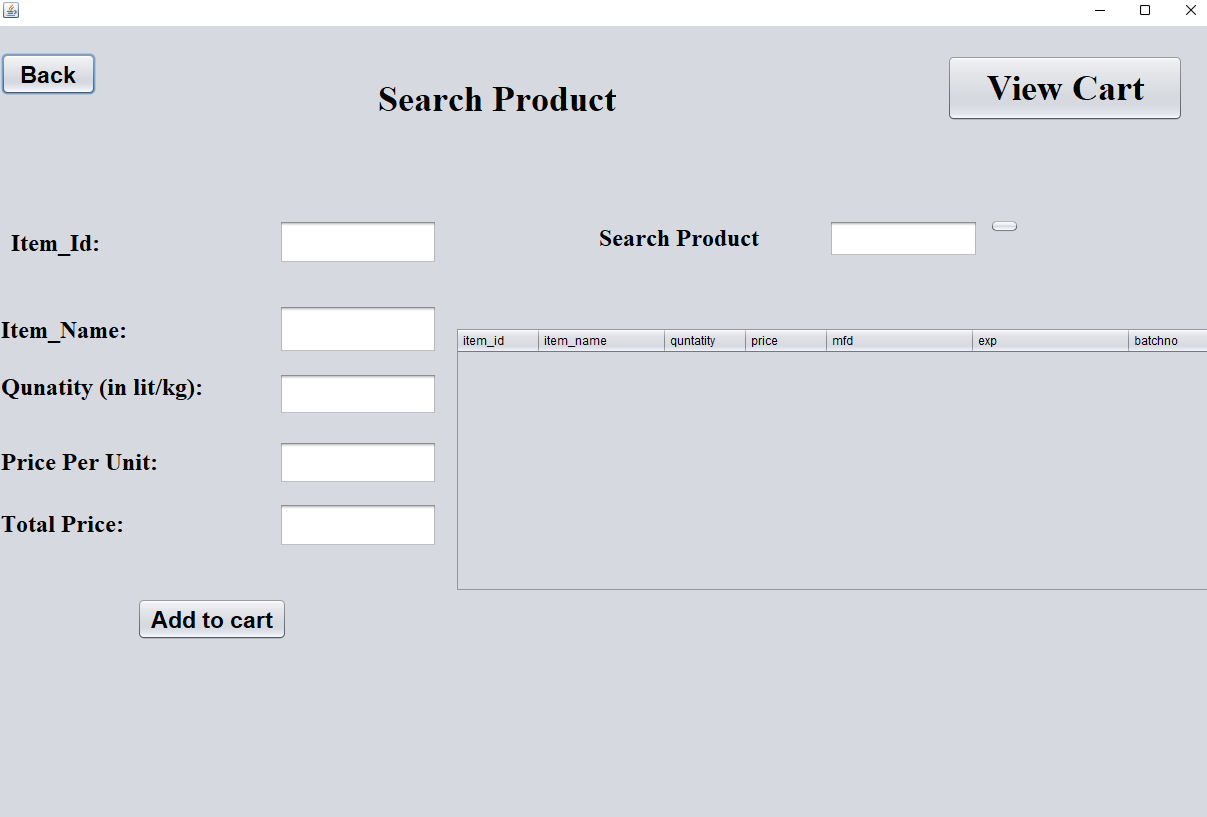 Back
Search Product
View Cart
Item_Id:
Search Product
Item_Name:
item_id item_name quntatity price mfd exp batchno
Qunatity (in lit/kg):
Price Per Unit:
Total Price:
Add to cart